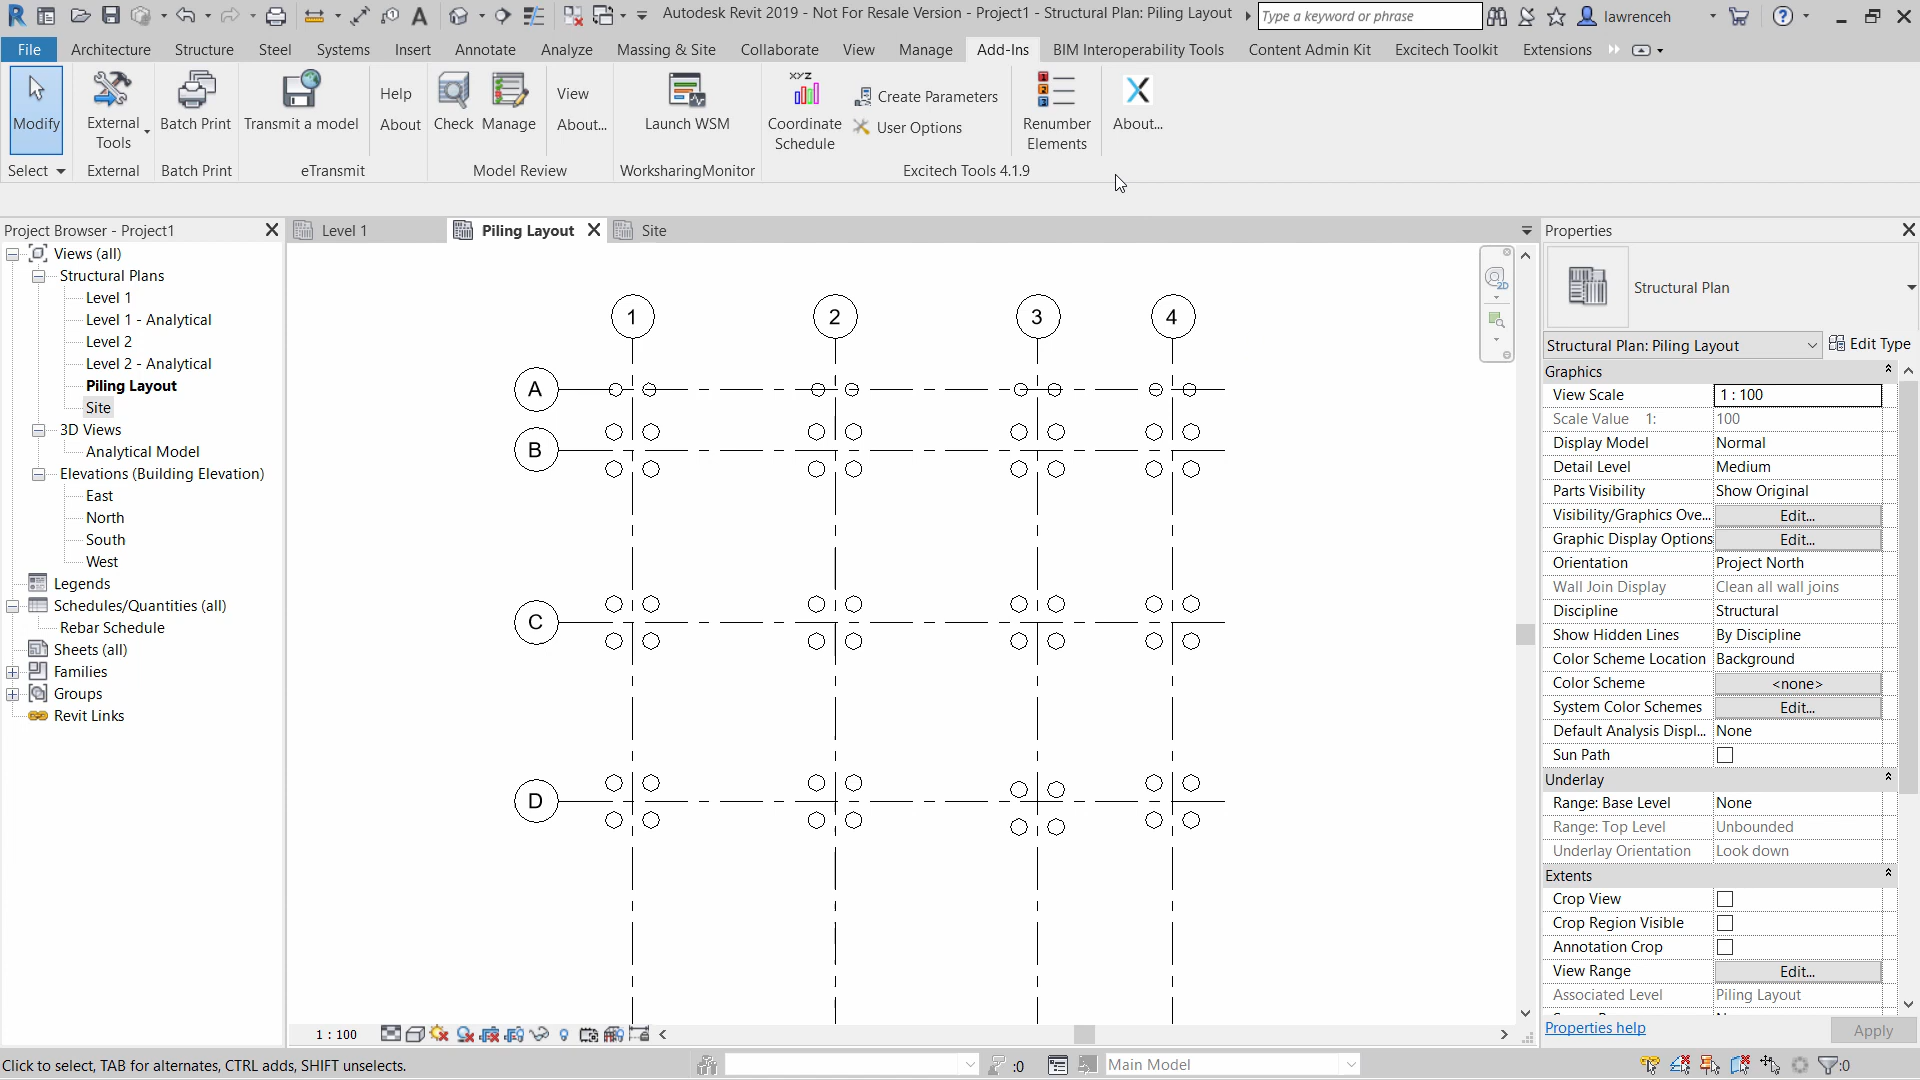 Autodesk Revit 2019 - Not For Resale Version - Project1 - Structural Plan: Piling Layout
Type a keyword or phrase
lawrenceh
File Architecture Structure Steel Systems Insert Annotate Analyze Massing & Site Collaborate View Manage Add-Ins BIM Interoperability Tools Content Admin Kit Excitech Toolkit Extensions
Modify
External Tools
Batch Print
Transmit a model
Help
About
Check
Manage
View
About...
Launch WSM
XYZ
Coordinate Schedule
Create Parameters
User Options
Renumber Elements
About...
Select External Batch Print eTransmit Model Review WorksharingMonitor Excitech Tools 4.1.9
Project Browser - Project1
Views (all)
Structural Plans
Level 1
Level 1 - Analytical
Level 2
Level 2 - Analytical
Piling Layout
Site
3D Views
Analytical Model
Elevations (Building Elevation)
East
North
South
West
Legends
Schedules/Quantities (all)
Rebar Schedule
Sheets (all)
Families
Groups
Revit Links
Level 1 Piling Layout Site
2D
1 2 3 4
A
B
C
D
1 : 100
Properties
Structural Plan
Structural Plan: Piling Layout Edit Type
Graphics
View Scale 1 : 100
Scale Value 1: 100
Display Model Normal
Detail Level Medium
Parts Visibility Show Original
Visibility/Graphics Ove... Edit...
Graphic Display Options Edit...
Orientation Project North
Wall Join Display Clean all wall joins
Discipline Structural
Show Hidden Lines By Discipline
Color Scheme Location Background
Color Scheme <none>
System Color Schemes Edit...
Default Analysis Displ... None
Sun Path
Underlay
Range: Base Level None
Range: Top Level Unbounded
Underlay Orientation Look down
Extents
Crop View
Crop Region Visible
Annotation Crop
View Range Edit...
Associated Level Piling Layout
Properties help Apply
Click to select, TAB for alternates, CTRL adds, SHIFT unselects.
:0
Main Model
:0